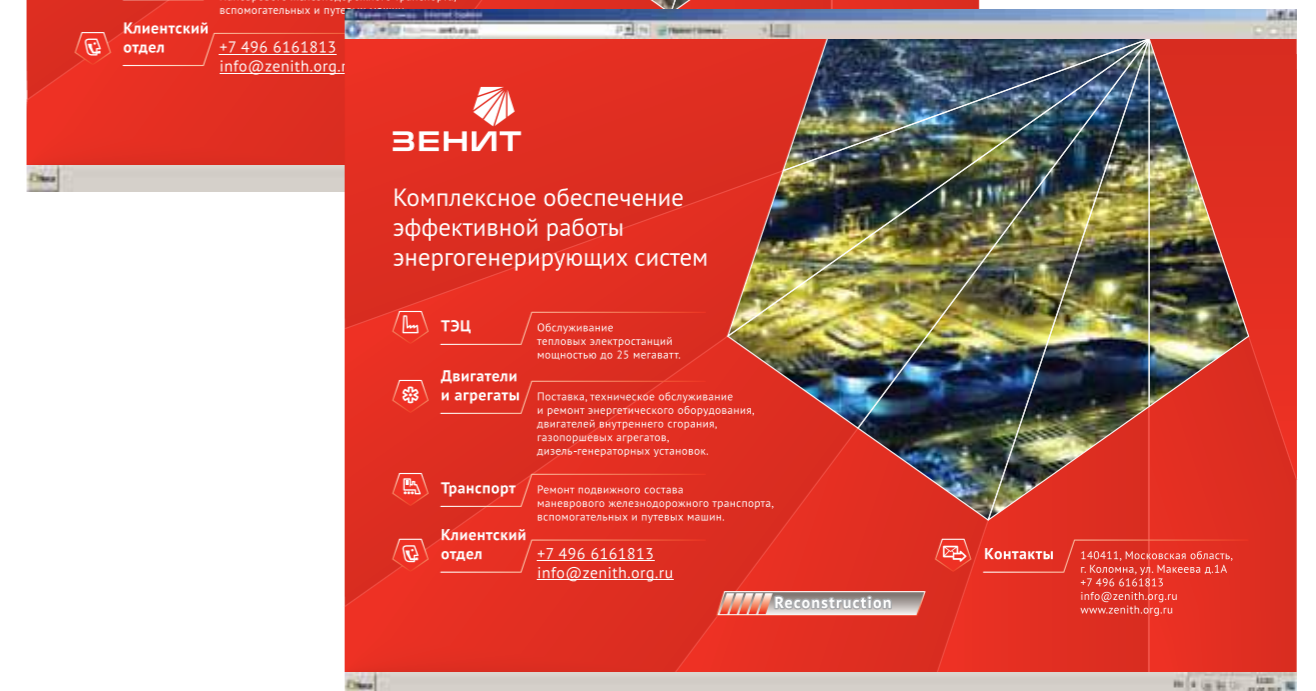 вспомогательных и
Клиентский
отдел
+7 496 6161813
info@zenith.org.r
ЗЕНИТ
Комплексное обеспечение
эффективной работы
энергогенерирующих систем
ТЭЦ
Обслуживание
тепловых электростанций
мощностью до 25 мегаватт.
Двигатели
и агрегаты
Поставка, техническое обслуживание
и ремонт энергетического оборудования,
двигателей внутреннего сгорания,
газопоршевых агрегатов,
дизель-генераторных установок.
Транспорт
Ремонт подвижного состава
маневрового железнодорожного транспорта,
вспомогательных и путевых машин.
Клиентский
отдел
+7 496 6161813
info@zenith.org.ru
Контакты
140411, Московская область,
г. Коломна, ул. Макеева д.1А
+7 496 6161813
info@zenith.org.ru
www.zenith.org.ru
Reconstruction